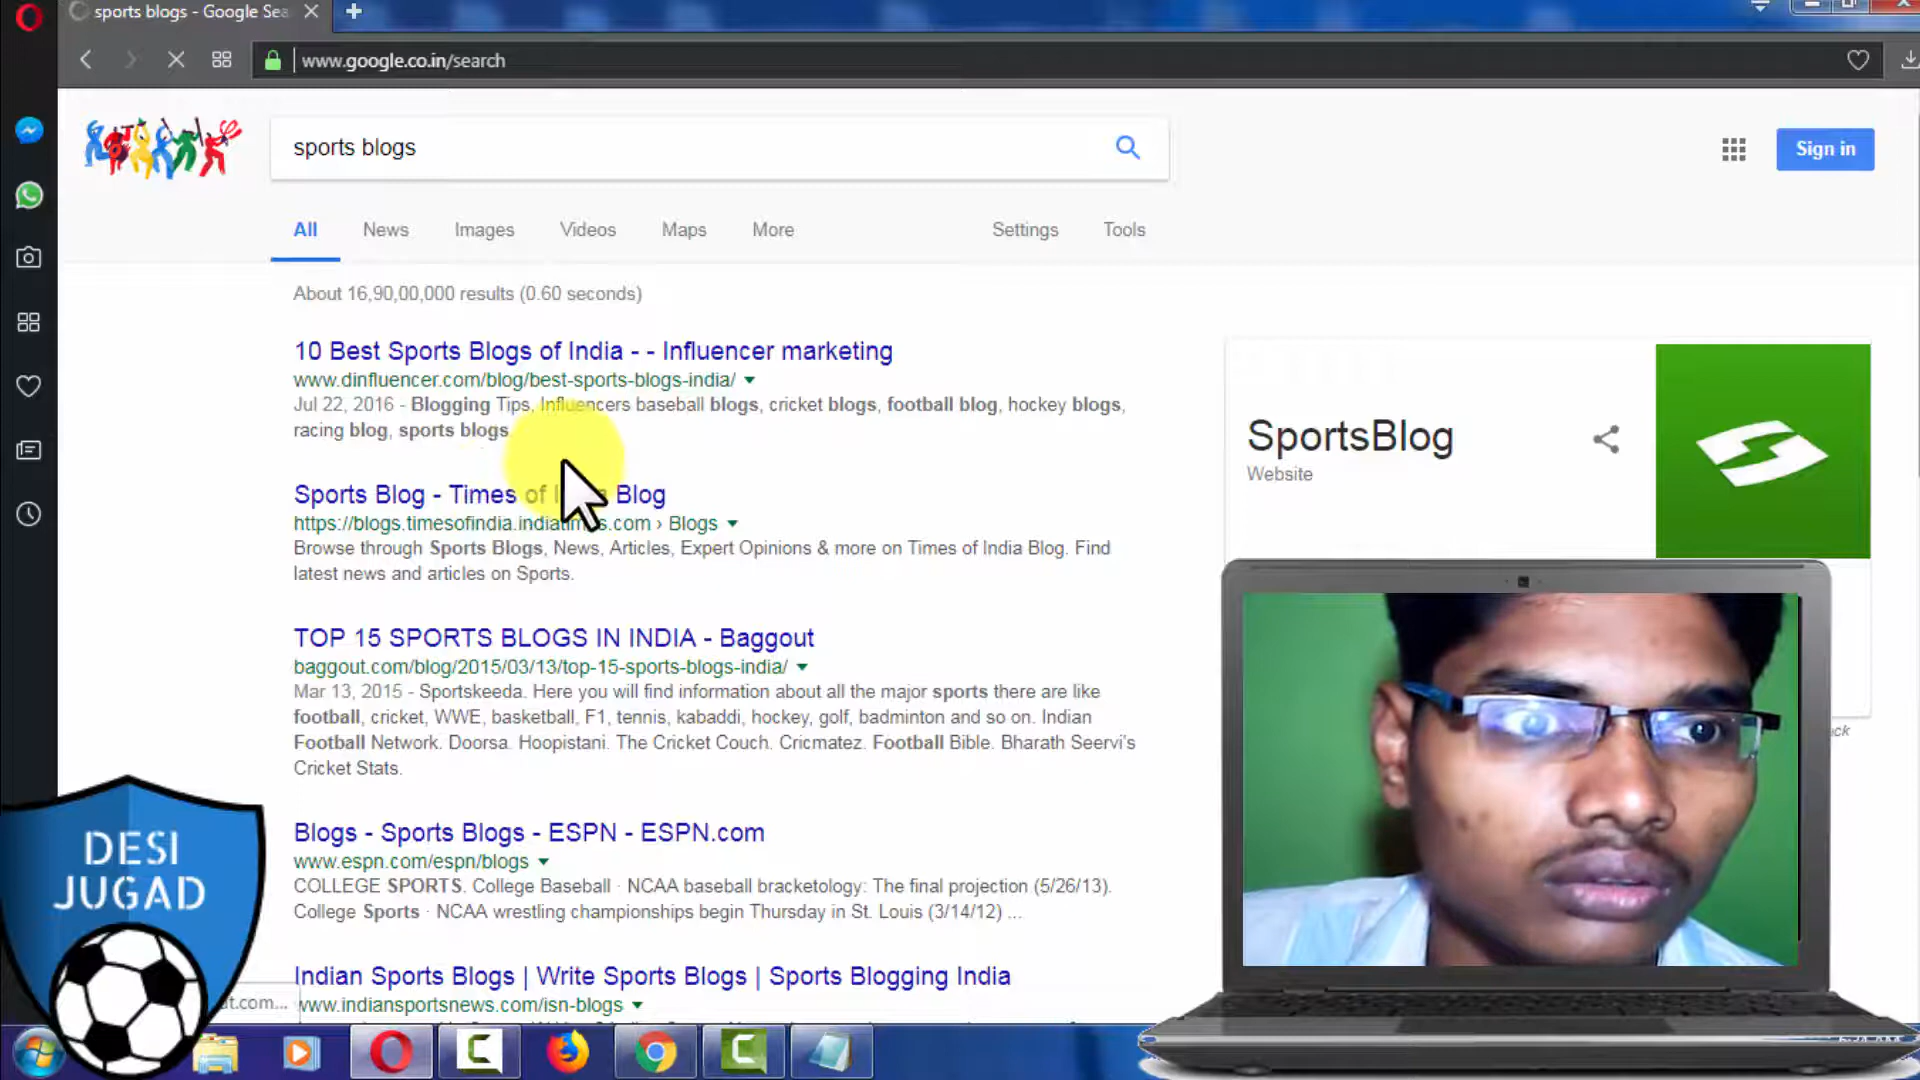 sports blogs - Google Sea
www.google.co.in/search
sports blogs
Sign in
All News Images Videos Maps More Settings Tools
About 16,90,00,000 results (0.60 seconds)
10 Best Sports Blogs of India - - Influencer marketing
www.dinfluencer.com/blog/best-sports-blogs-india/
Jul 22, 2016 - Blogging Tips, Influencers baseball blogs, cricket blogs, football blog, hockey blogs,
racing blog, sports blogs
Sports Blog - Times of Blog
https://blogs.timesofindia.indiatimes.com › Blogs
Browse through Sports Blogs, News, Articles, Expert Opinions & more on Times of India Blog. Find
latest news and articles on Sports.
TOP 15 SPORTS BLOGS IN INDIA - Baggout
baggout.com/blog/2015/03/13/top-15-sports-blogs-india/
Mar 13, 2015 - Sportskeeda. Here you will find information about all the major sports there are like
football, cricket, WWE, basketball, F1, tennis, kabaddi, hockey, golf, badminton and so on. Indian
Football Network. Doorsa. Hoopistani. The Cricket Couch. Cricmatez. Football Bible. Bharath Seervi's
Cricket Stats.
Blogs - Sports Blogs - ESPN - ESPN.com
www.espn.com/espn/blogs
COLLEGE SPORTS. College Baseball · NCAA baseball bracketology: The final projection (5/26/13).
College Sports · NCAA wrestling championships begin Thursday in St. Louis (3/14/12) ...
Indian Sports Blogs | Write Sports Blogs | Sports Blogging India
www.indiansportsnews.com/isn-blogs
SportsBlog
Website
DESI
JUGAD